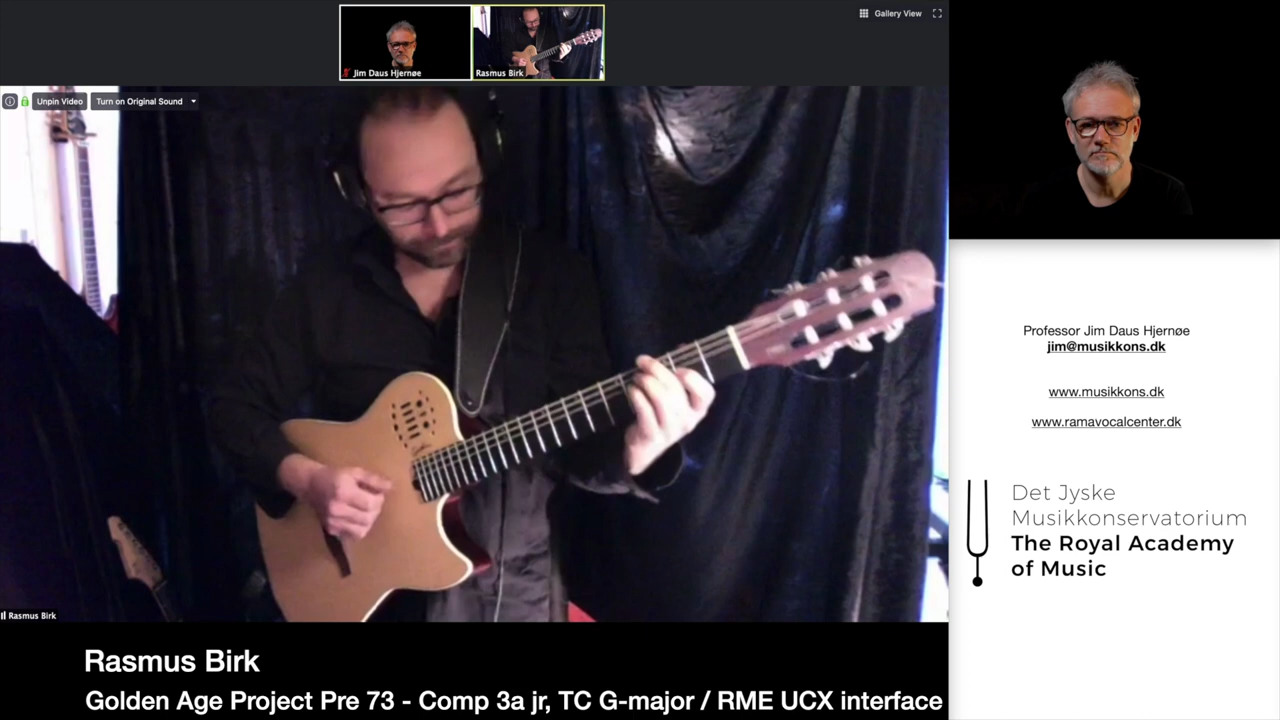 Gallery View
Jim Daus Hjernøe
Rasmus Birk
Unpin Video
Turn on Original Sound
Rasmus Birk
Rasmus Birk
Golden Age Project Pre 73 - Comp 3a jr, TC G-major / RME UCX interface
Professor Jim Daus Hjernøe
jim@musikkons.dk
www.musikkons.dk
www.ramavocalcenter.dk
Det Jyske
Musikkonservatorium
The Royal Academy
of Music